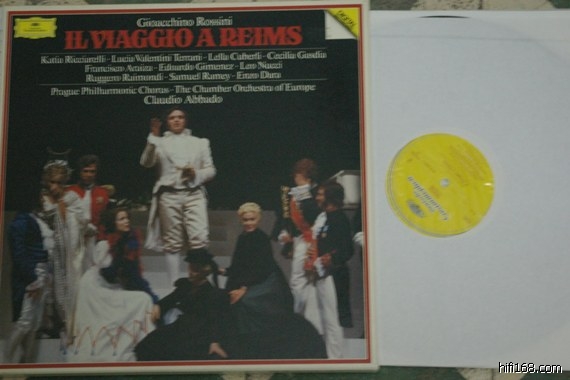 Gioacchino Rossini
IL VIAGGIO A REIMS
Katia Ricciarelli · Lucia Valentini Terrani · Lella Cuberli · Cecilia Gasdia
Francisco Araiza · Eduardo Gimenez · Leo Nucci
Ruggero Raimondi · Samuel Ramey · Enzo Dara
Prague Philharmonic Chorus · The Chamber Orchestra of Europe
Claudio Abbado
hifi168.com